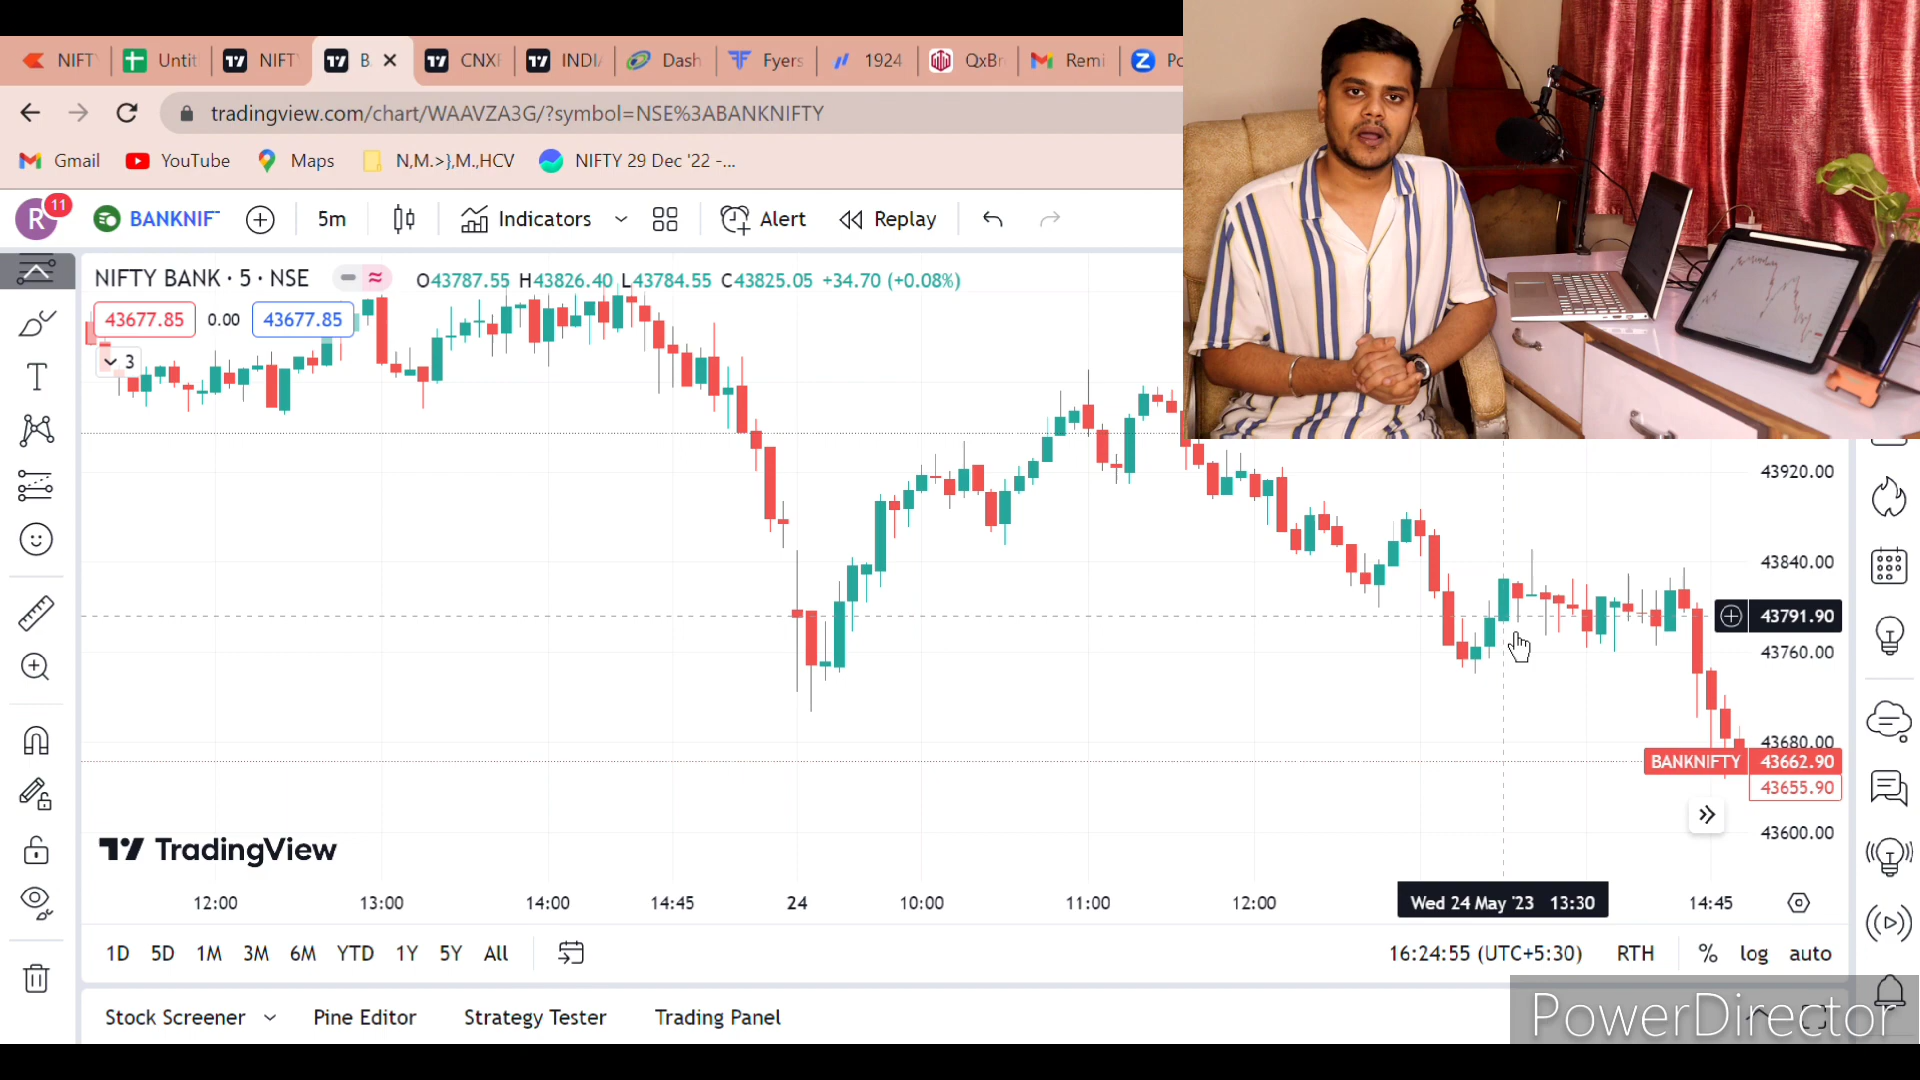 NIFT
Untit
NIFT
B
CNXF
INDI
Dash
Fyers
1924
QxBr
Remi
Po
tradingview.com/chart/WAAVZA3G/?symbol=NSE%3ABANKNIFTY
Gmail
YouTube
Maps
N,M.>},M.,HCV
NIFTY 29 Dec '22 -...
R
11
BANKNIF
5m
Indicators
Alert
Replay
NIFTY BANK · 5 · NSE
O43787.55 H43826.40 L43784.55 C43825.05 +34.70 (+0.08%)
43677.85
0.00
43677.85
3
43920.00
43840.00
43791.90
43760.00
43680.00
BANKNIFTY 43662.90
43655.90
43600.00
TradingView
12:00
13:00
14:00
14:45
24
10:00
11:00
12:00
Wed 24 May '23 13:30
14:45
1D
5D
1M
3M
6M
YTD
1Y
5Y
All
16:24:55 (UTC+5:30)
RTH
%
log
auto
Stock Screener
Pine Editor
Strategy Tester
Trading Panel
PowerDirector